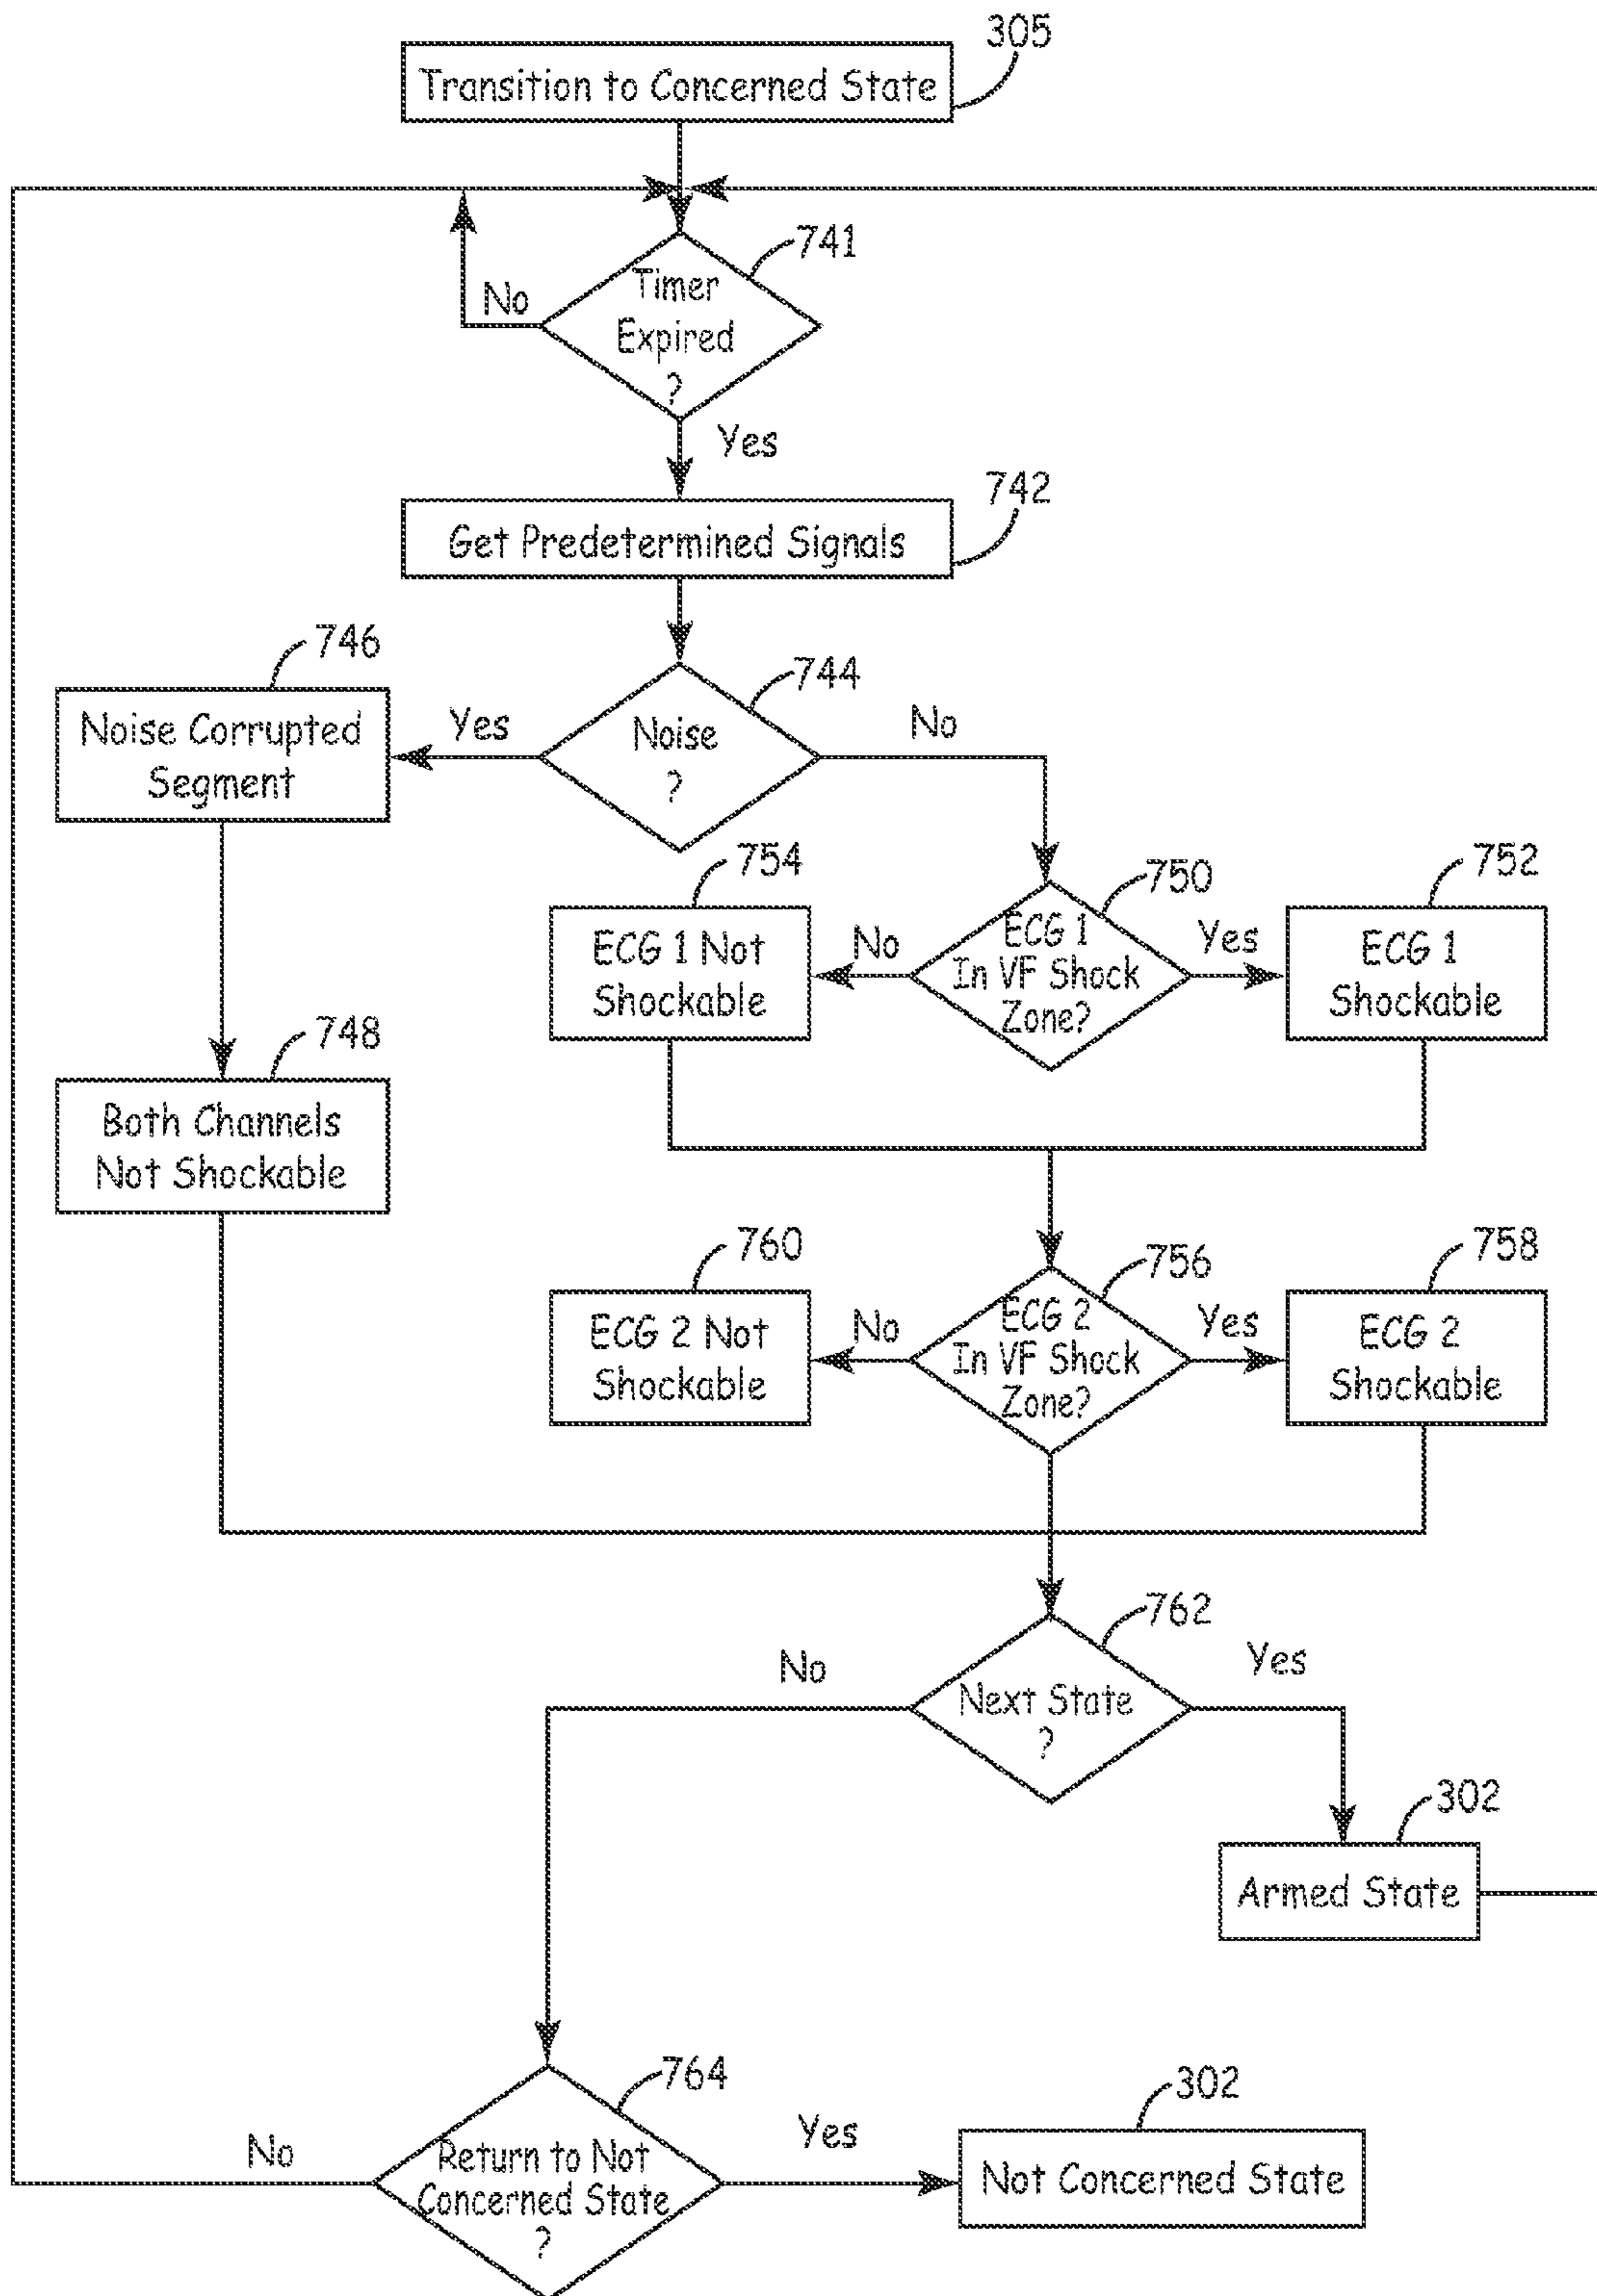 305
Transition to Concerned State
741
Timer
Expired
?
No
Yes
742
Get Predetermined Signals
746
744
Noise Corrupted
Segment
Yes
Noise
?
No
754
750
752
ECG 1 Not
Shockable
No
ECG 1
In VF Shock
Zone?
Yes
ECG 1
Shockable
748
Both Channels
Not Shockable
760
756
758
ECG 2 Not
Shockable
No
ECG 2
In VF Shock
Zone?
Yes
ECG 2
Shockable
762
No
Next State
?
Yes
302
Armed State
764
302
No
Return to Not
Concerned State
?
Yes
Not Concerned State